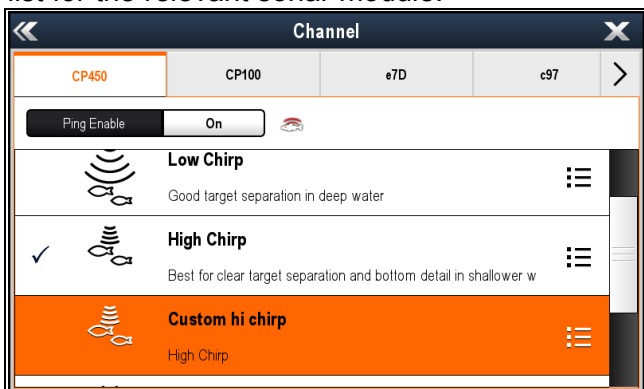 list for the relevant sonar module.
Channel
CP450 CP100 e7D c97
Ping Enable On
Low Chirp
Good target separation in deep water
High Chirp
Best for clear target separation and bottom detail in shallower w
Custom hi chirp
High Chirp